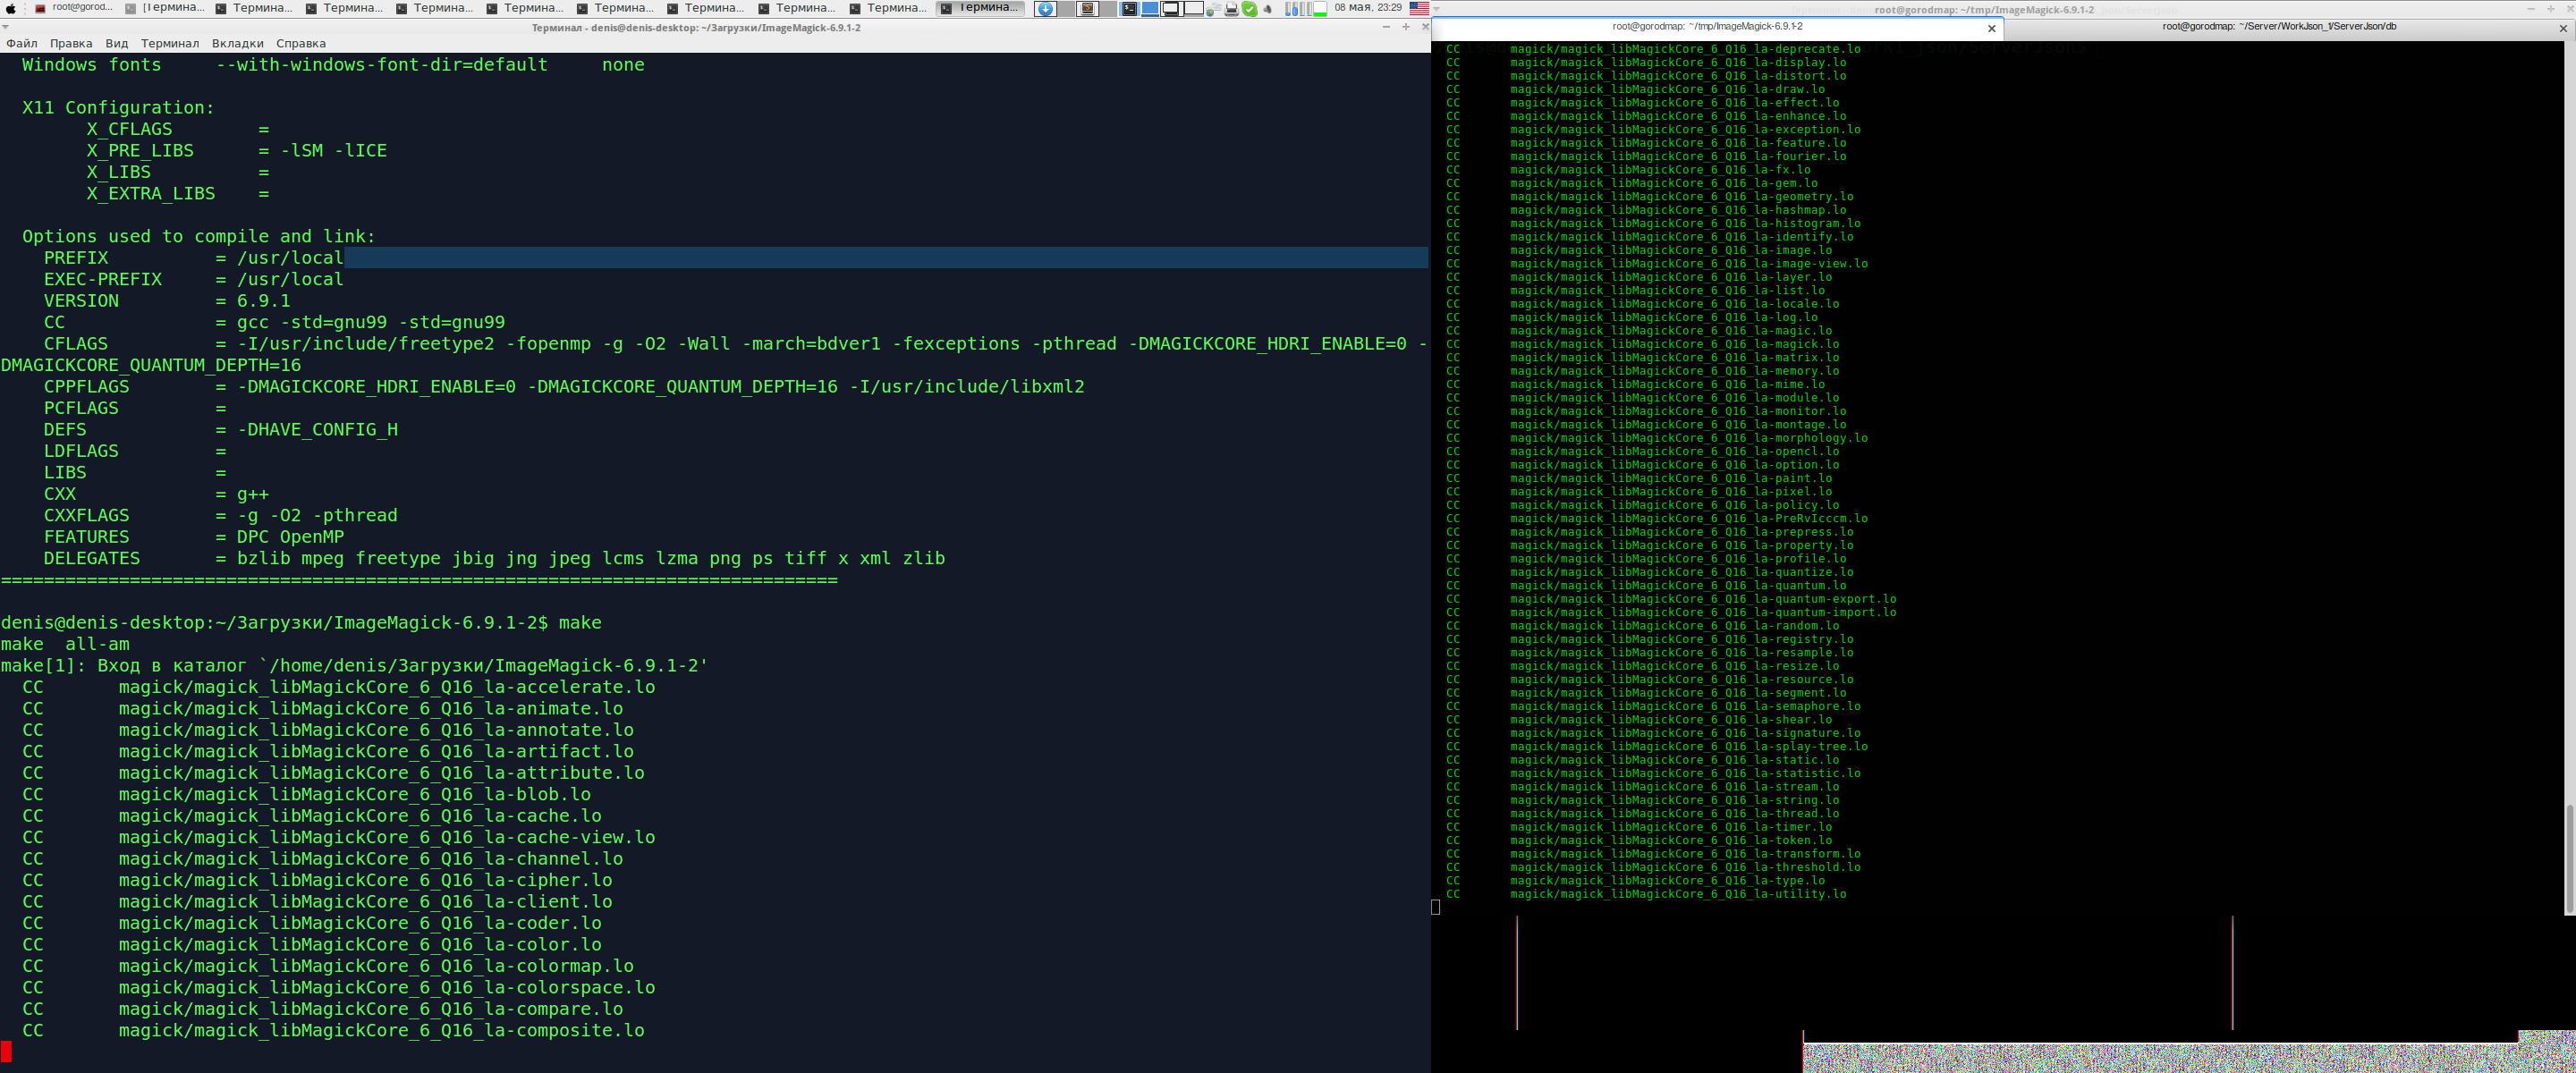 root@gorod... [Термина... Термина... Термина... Термина... Термина... Термина... Термина... Термина... Термина... Термина... 08 мая, 23:29
Терминал - denis@denis-desktop: ~/Загрузки/ImageMagick-6.9.1-2
Файл Правка Вид Терминал Вкладки Справка
Windows fonts --with-windows-font-dir=default none
X11 Configuration:
X_CFLAGS =
X_PRE_LIBS = -lSM -lICE
X_LIBS =
X_EXTRA_LIBS =
Options used to compile and link:
PREFIX = /usr/local
EXEC-PREFIX = /usr/local
VERSION = 6.9.1
CC = gcc -std=gnu99 -std=gnu99
CFLAGS = -I/usr/include/freetype2 -fopenmp -g -O2 -Wall -march=bdver1 -fexceptions -pthread -DMAGICKCORE_HDRI_ENABLE=0 -
DMAGICKCORE_QUANTUM_DEPTH=16
CPPFLAGS = -DMAGICKCORE_HDRI_ENABLE=0 -DMAGICKCORE_QUANTUM_DEPTH=16 -I/usr/include/libxml2
PCFLAGS =
DEFS = -DHAVE_CONFIG_H
LDFLAGS =
LIBS =
CXX = g++
CXXFLAGS = -g -O2 -pthread
FEATURES = DPC OpenMP
DELEGATES = bzlib mpeg freetype jbig jng jpeg lcms lzma png ps tiff x xml zlib
==============================================================================
denis@denis-desktop:~/Загрузки/ImageMagick-6.9.1-2$ make
make all-am
make[1]: Вход в каталог `/home/denis/Загрузки/ImageMagick-6.9.1-2'
CC magick/magick_libMagickCore_6_Q16_la-accelerate.lo
CC magick/magick_libMagickCore_6_Q16_la-animate.lo
CC magick/magick_libMagickCore_6_Q16_la-annotate.lo
CC magick/magick_libMagickCore_6_Q16_la-artifact.lo
CC magick/magick_libMagickCore_6_Q16_la-attribute.lo
CC magick/magick_libMagickCore_6_Q16_la-blob.lo
CC magick/magick_libMagickCore_6_Q16_la-cache.lo
CC magick/magick_libMagickCore_6_Q16_la-cache-view.lo
CC magick/magick_libMagickCore_6_Q16_la-channel.lo
CC magick/magick_libMagickCore_6_Q16_la-cipher.lo
CC magick/magick_libMagickCore_6_Q16_la-client.lo
CC magick/magick_libMagickCore_6_Q16_la-coder.lo
CC magick/magick_libMagickCore_6_Q16_la-color.lo
CC magick/magick_libMagickCore_6_Q16_la-colormap.lo
CC magick/magick_libMagickCore_6_Q16_la-colorspace.lo
CC magick/magick_libMagickCore_6_Q16_la-compare.lo
CC magick/magick_libMagickCore_6_Q16_la-composite.lo
root@gorodmap: ~/tmp/ImageMagick-6.9.1-2
root@gorodmap: ~/tmp/ImageMagick-6.9.1-2 root@gorodmap: ~/Server/WorkJson_1/ServerJson/db
CC magick/magick_libMagickCore_6_Q16_la-deprecate.lo
CC magick/magick_libMagickCore_6_Q16_la-display.lo
CC magick/magick_libMagickCore_6_Q16_la-distort.lo
CC magick/magick_libMagickCore_6_Q16_la-draw.lo
CC magick/magick_libMagickCore_6_Q16_la-effect.lo
CC magick/magick_libMagickCore_6_Q16_la-enhance.lo
CC magick/magick_libMagickCore_6_Q16_la-exception.lo
CC magick/magick_libMagickCore_6_Q16_la-feature.lo
CC magick/magick_libMagickCore_6_Q16_la-fourier.lo
CC magick/magick_libMagickCore_6_Q16_la-fx.lo
CC magick/magick_libMagickCore_6_Q16_la-gem.lo
CC magick/magick_libMagickCore_6_Q16_la-geometry.lo
CC magick/magick_libMagickCore_6_Q16_la-hashmap.lo
CC magick/magick_libMagickCore_6_Q16_la-histogram.lo
CC magick/magick_libMagickCore_6_Q16_la-identify.lo
CC magick/magick_libMagickCore_6_Q16_la-image.lo
CC magick/magick_libMagickCore_6_Q16_la-image-view.lo
CC magick/magick_libMagickCore_6_Q16_la-layer.lo
CC magick/magick_libMagickCore_6_Q16_la-list.lo
CC magick/magick_libMagickCore_6_Q16_la-locale.lo
CC magick/magick_libMagickCore_6_Q16_la-log.lo
CC magick/magick_libMagickCore_6_Q16_la-magic.lo
CC magick/magick_libMagickCore_6_Q16_la-magick.lo
CC magick/magick_libMagickCore_6_Q16_la-matrix.lo
CC magick/magick_libMagickCore_6_Q16_la-memory.lo
CC magick/magick_libMagickCore_6_Q16_la-mime.lo
CC magick/magick_libMagickCore_6_Q16_la-module.lo
CC magick/magick_libMagickCore_6_Q16_la-monitor.lo
CC magick/magick_libMagickCore_6_Q16_la-montage.lo
CC magick/magick_libMagickCore_6_Q16_la-morphology.lo
CC magick/magick_libMagickCore_6_Q16_la-opencl.lo
CC magick/magick_libMagickCore_6_Q16_la-option.lo
CC magick/magick_libMagickCore_6_Q16_la-paint.lo
CC magick/magick_libMagickCore_6_Q16_la-pixel.lo
CC magick/magick_libMagickCore_6_Q16_la-policy.lo
CC magick/magick_libMagickCore_6_Q16_la-PreRvIcccm.lo
CC magick/magick_libMagickCore_6_Q16_la-prepress.lo
CC magick/magick_libMagickCore_6_Q16_la-property.lo
CC magick/magick_libMagickCore_6_Q16_la-profile.lo
CC magick/magick_libMagickCore_6_Q16_la-quantize.lo
CC magick/magick_libMagickCore_6_Q16_la-quantum.lo
CC magick/magick_libMagickCore_6_Q16_la-quantum-export.lo
CC magick/magick_libMagickCore_6_Q16_la-quantum-import.lo
CC magick/magick_libMagickCore_6_Q16_la-random.lo
CC magick/magick_libMagickCore_6_Q16_la-registry.lo
CC magick/magick_libMagickCore_6_Q16_la-resample.lo
CC magick/magick_libMagickCore_6_Q16_la-resize.lo
CC magick/magick_libMagickCore_6_Q16_la-resource.lo
CC magick/magick_libMagickCore_6_Q16_la-segment.lo
CC magick/magick_libMagickCore_6_Q16_la-semaphore.lo
CC magick/magick_libMagickCore_6_Q16_la-shear.lo
CC magick/magick_libMagickCore_6_Q16_la-signature.lo
CC magick/magick_libMagickCore_6_Q16_la-splay-tree.lo
CC magick/magick_libMagickCore_6_Q16_la-static.lo
CC magick/magick_libMagickCore_6_Q16_la-statistic.lo
CC magick/magick_libMagickCore_6_Q16_la-stream.lo
CC magick/magick_libMagickCore_6_Q16_la-string.lo
CC magick/magick_libMagickCore_6_Q16_la-thread.lo
CC magick/magick_libMagickCore_6_Q16_la-timer.lo
CC magick/magick_libMagickCore_6_Q16_la-token.lo
CC magick/magick_libMagickCore_6_Q16_la-transform.lo
CC magick/magick_libMagickCore_6_Q16_la-threshold.lo
CC magick/magick_libMagickCore_6_Q16_la-type.lo
CC magick/magick_libMagickCore_6_Q16_la-utility.lo